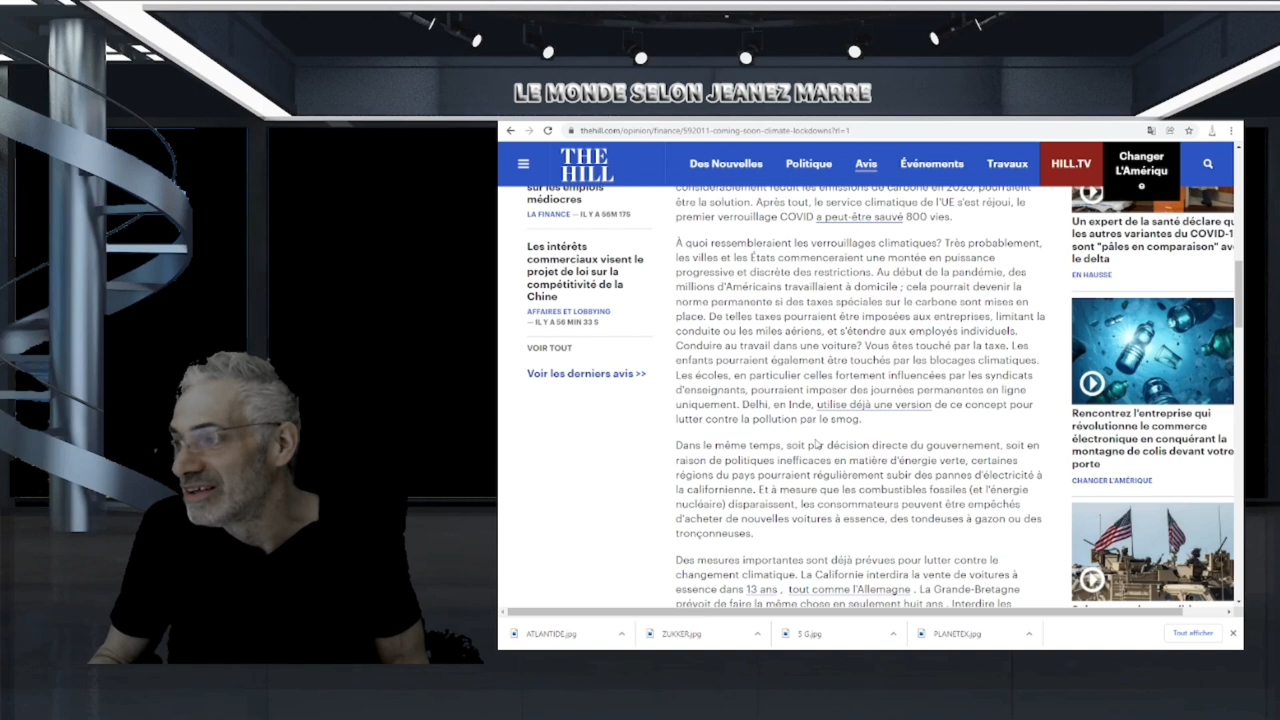 LE MONDE SELON JEANEZ MARRE
thehill.com/opinion/finance/592011-coming-soon-climate-lockdowns?rl=1
THE
HILL
Des Nouvelles
Politique
Avis
Événements
Travaux
HILL.TV
Changer
L'Amériqu
e
sur les emplois
médiocres
LA FINANCE — IL Y A 56M 17S
Les intérêts
commerciaux visent le
projet de loi sur la
compétitivité de la
Chine
AFFAIRES ET LOBBYING
— IL Y A 56 MIN 33 S
VOIR TOUT
Voir les derniers avis >>
considérablement réduit les émissions de carbone en 2020, pourraient
être la solution. Après tout, le service climatique de l'UE s'est réjoui, le
premier verrouillage COVID a peut-être sauvé 800 vies.
À quoi ressembleraient les verrouillages climatiques? Très probablement,
les villes et les États commenceraient une montée en puissance
progressive et discrète des restrictions. Au début de la pandémie, des
millions d'Américains travaillaient à domicile ; cela pourrait devenir la
norme permanente si des taxes spéciales sur le carbone sont mises en
place. De telles taxes pourraient être imposées aux entreprises, limitant la
conduite ou les miles aériens, et s'étendre aux employés individuels.
Conduire au travail dans une voiture? Vous êtes touché par la taxe. Les
enfants pourraient également être touchés par les blocages climatiques.
Les écoles, en particulier celles fortement influencées par les syndicats
d'enseignants, pourraient imposer des journées permanentes en ligne
uniquement. Delhi, en Inde, utilise déjà une version de ce concept pour
lutter contre la pollution par le smog.
Dans le même temps, soit par décision directe du gouvernement, soit en
raison de politiques inefficaces en matière d'énergie verte, certaines
régions du pays pourraient régulièrement subir des pannes d'électricité à
la californienne. Et à mesure que les combustibles fossiles (et l'énergie
nucléaire) disparaissent, les consommateurs peuvent être empêchés
d'acheter de nouvelles voitures à essence, des tondeuses à gazon ou des
tronçonneuses.
Des mesures importantes sont déjà prévues pour lutter contre le
changement climatique. La Californie interdira la vente de voitures à
essence dans 13 ans , tout comme l'Allemagne . La Grande-Bretagne
prévoit de faire la même chose en seulement huit ans . Interdire les
Un expert de la santé déclare qu
les autres variantes du COVID-1
sont "pâles en comparaison" ave
le delta
EN HAUSSE
Rencontrez l'entreprise qui
révolutionne le commerce
électronique en conquérant la
montagne de colis devant votre
porte
CHANGER L'AMÉRIQUE
ATLANTIDE.jpg
ZUKKER.jpg
5 G.jpg
PLANETEX.jpg
Tout afficher